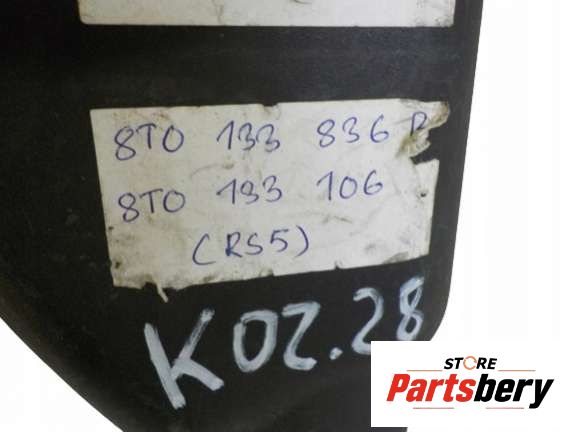 8T0 133 836 B
8T0 133 106
(RS5)
K02.28
STORE
Partsbery